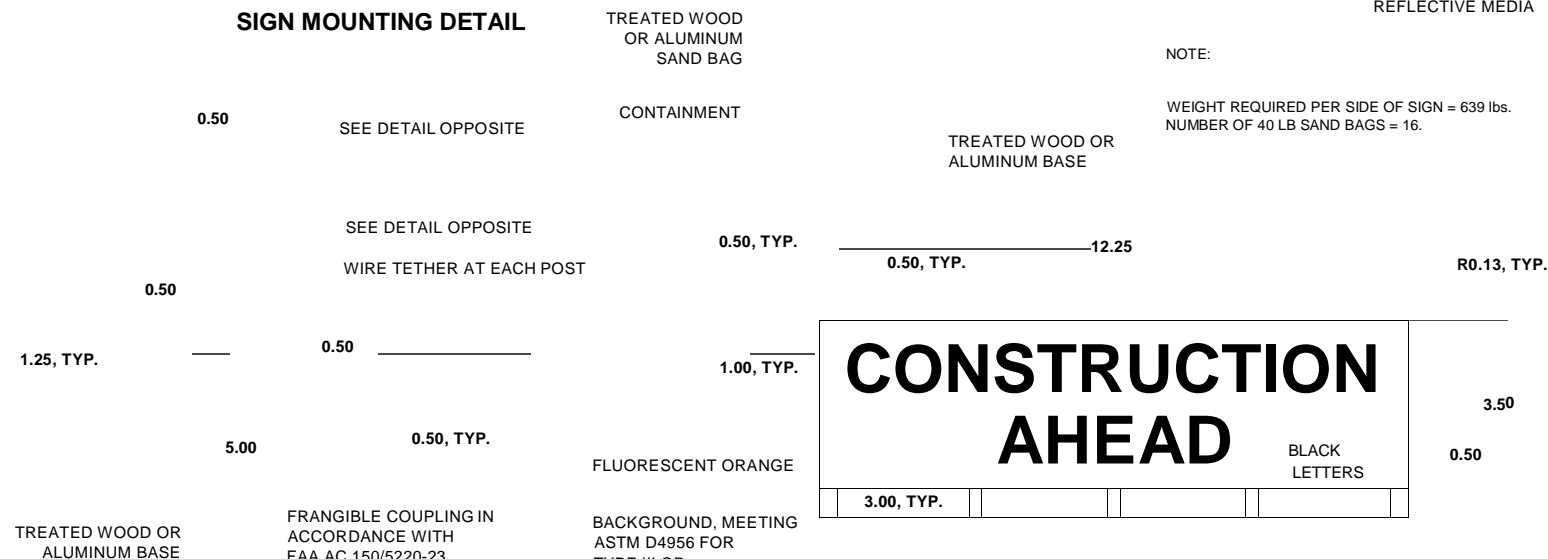 REFLECTIVE MEDIA
SIGN MOUNTING DETAIL
TREATED WOOD
OR ALUMINUM
SAND BAG
NOTE:
CONTAINMENT
WEIGHT REQUIRED PER SIDE OF SIGN = 639 lbs.
NUMBER OF 40 LB SAND BAGS = 16.
0.50
SEE DETAIL OPPOSITE
TREATED WOOD OR
ALUMINUM BASE
SEE DETAIL OPPOSITE
0.50, TYP.
12.25
0.50, TYP.
WIRE TETHER AT EACH POST
R0.13, TYP.
0.50
0.50
1.25, TYP.
1.00, TYP.
CONSTRUCTION
AHEAD
3.50
0.50, TYP.
5.00
BLACK
LETTERS
0.50
FLUORESCENT ORANGE
3.00, TYP.
TREATED WOOD OR
ALUMINUM BASE
FRANGIBLE COUPLING IN
ACCORDANCE WITH
FAA AC 150/5220-23
BACKGROUND, MEETING
ASTM D4956 FOR